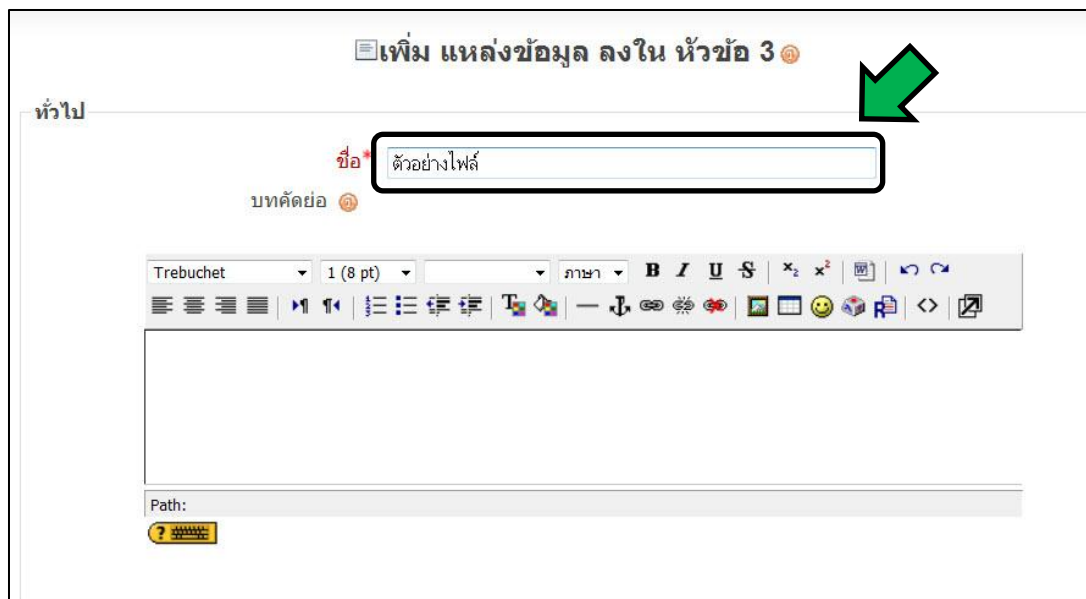 เพิ่ม แหล่งข้อมูล ลงใน หัวข้อ 3
ทั่วไป
ชื่อ* ตัวอย่างไฟล์
บทคัดย่อ
Trebuchet 1 (8 pt) ภาษา B I U S x₂ x²
Path:
?